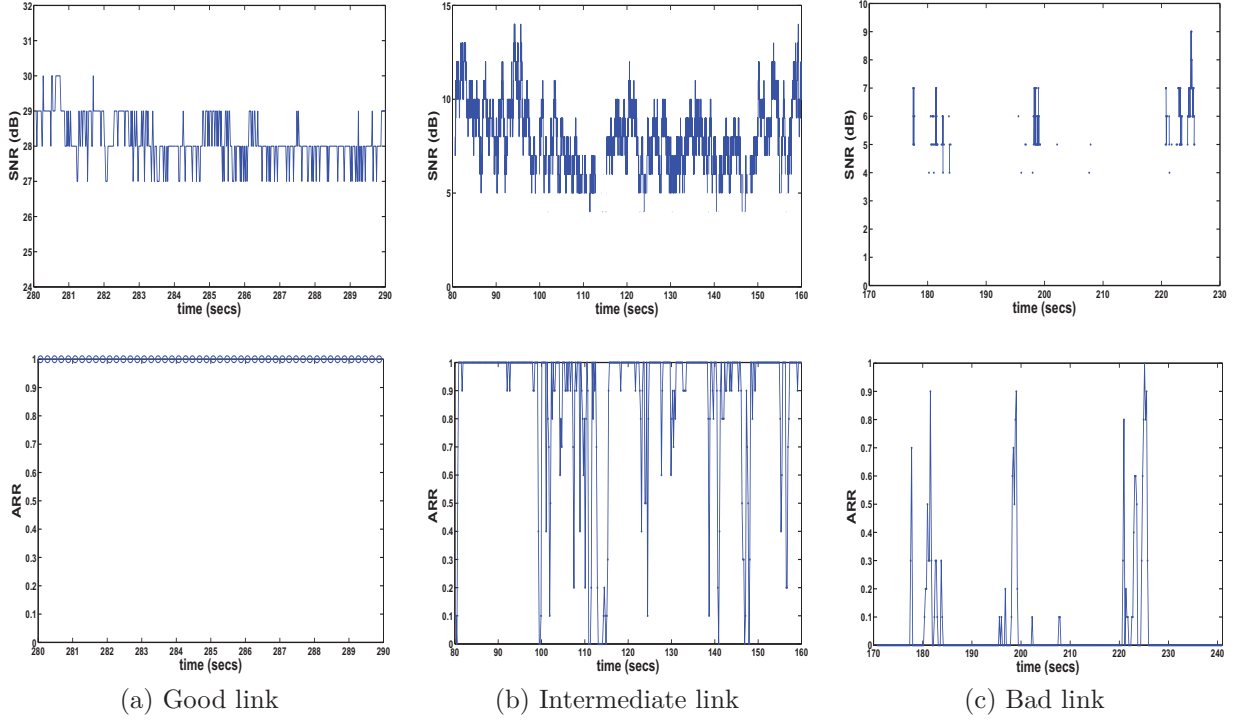 SNR (dB)
32
31
30
29
28
27
26
25
24
280 281 282 283 284 285 286 287 288 289 290
time (secs)
SNR (dB)
15
10
5
0
80 90 100 110 120 130 140 150 160
time (secs)
SNR (dB)
10
9
8
7
6
5
4
3
2
1
0
170 180 190 200 210 220 230
time (secs)
ARR
1
0.9
0.8
0.7
0.6
0.5
0.4
0.3
0.2
0.1
0
280 281 282 283 284 285 286 287 288 289 290
time (secs)
(a) Good link
ARR
1
0.9
0.8
0.7
0.6
0.5
0.4
0.3
0.2
0.1
0
80 90 100 110 120 130 140 150 160
time (secs)
(b) Intermediate link
ARR
1
0.9
0.8
0.7
0.6
0.5
0.4
0.3
0.2
0.1
0
170 180 190 200 210 220 230 240
time (secs)
(c) Bad link